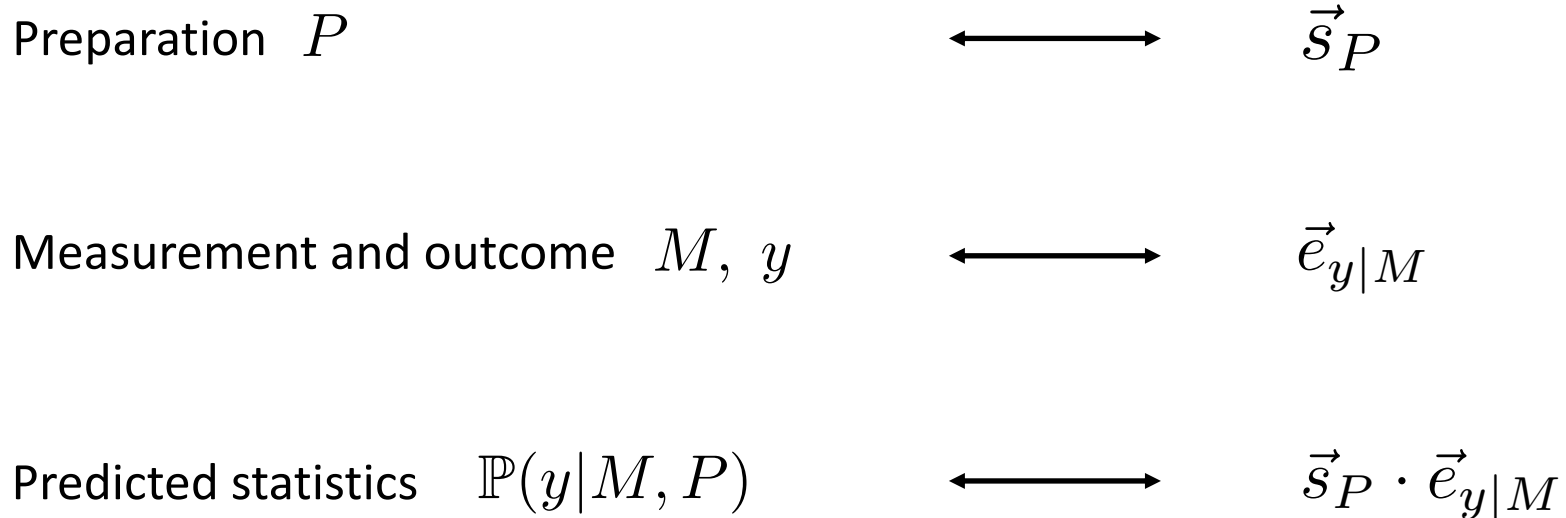 Preparation P ⟷ s⃗_P
Measurement and outcome M, y ⟷ e⃗_{y|M}
Predicted statistics ℙ(y|M, P) ⟷ s⃗_P · e⃗_{y|M}